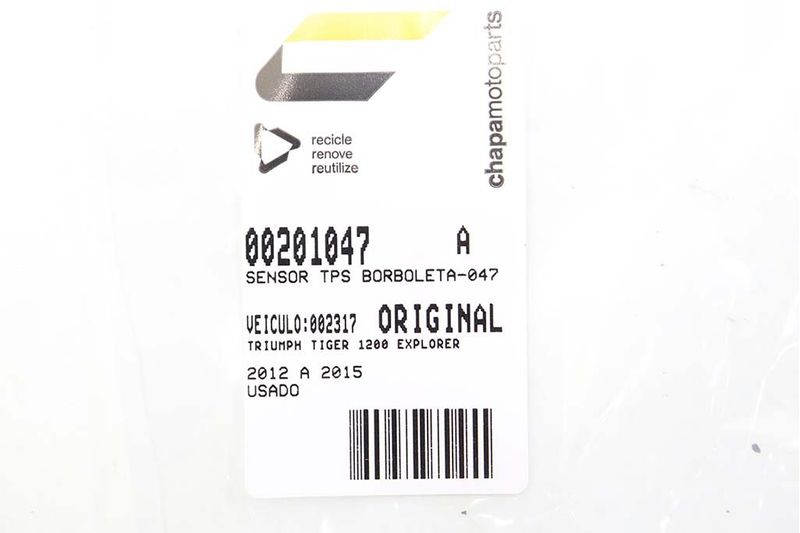 chapamotoparts
recicle
renove
reutilize
00201047 A
SENSOR TPS BORBOLETA-047
VEICULO:002317 ORIGINAL
TRIUMPH TIGER 1200 EXPLORER
2012 A 2015
USADO